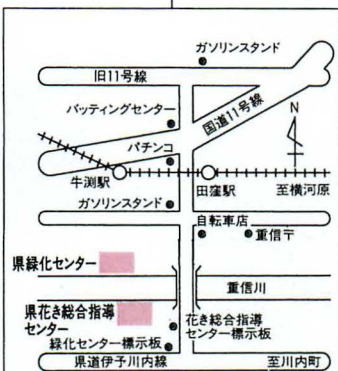 ガソリンスタンド
旧11号線
バッティングセンター
国道11号線
N
パチンコ
牛渕駅
田窪駅
至横河原
ガソリンスタンド
自転車店
重信〒
県緑化センター
重信川
県花き総合指導
センター
花き総合指導
センター標示板
緑化センター標示板
県道伊予川内線
至川内町